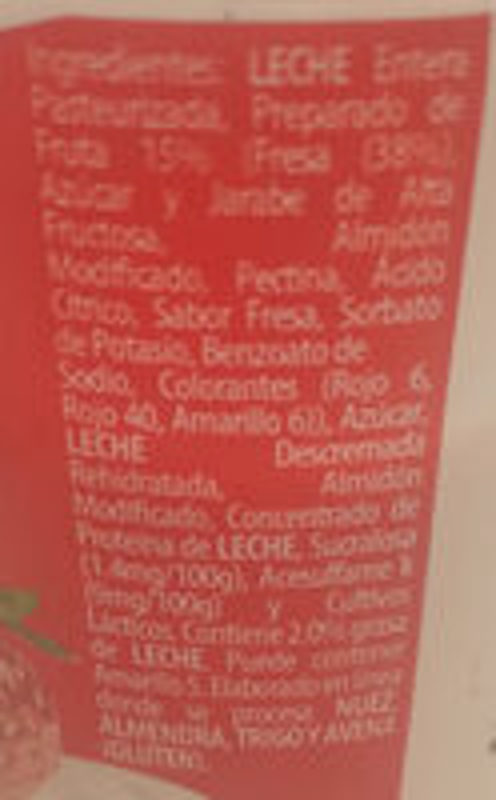 Ingredientes: LECHE Entera
Pasteurizada, Preparado de
Fruta 15% (Fresa (38%),
Azúcar y Jarabe de Alta
Fructosa, Almidón
Modificado, Pectina, Ácido
Cítrico, Sabor Fresa, Sorbato
de Potasio, Benzoato de
Sodio, Colorantes (Rojo 6,
Rojo 40, Amarillo 6)), Azúcar,
LECHE Descremada
Rehidratada, Almidón
Modificado, Concentrado de
Proteína de LECHE, Sucralosa
(1.4mg/100g), Acesulfame K
y Cultivos
Lácticos. Contiene 2.0% grasa
de LECHE. Puede contener
Amarillo 5. Elaborado en línea
donde se procesa NUEZ,
ALMENDRA, TRIGO Y AVENA
(GLUTEN).